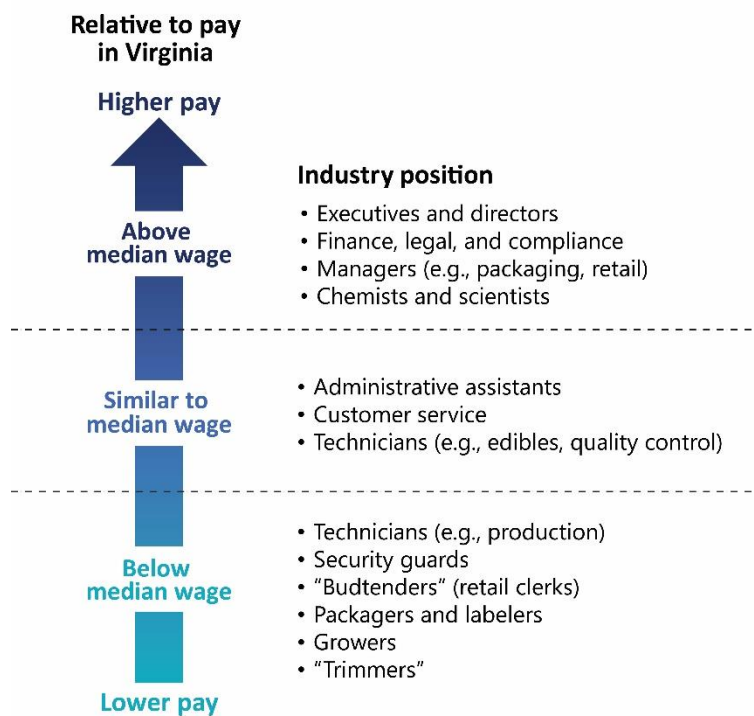 Relative to pay
in Virginia
Higher pay
Industry position
Above
median wage
• Executives and directors
• Finance, legal, and compliance
• Managers (e.g., packaging, retail)
• Chemists and scientists
Similar to
median wage
• Administrative assistants
• Customer service
• Technicians (e.g., edibles, quality control)
Below
median wage
• Technicians (e.g., production)
• Security guards
• “Budtenders” (retail clerks)
• Packagers and labelers
• Growers
• “Trimmers”
Lower pay